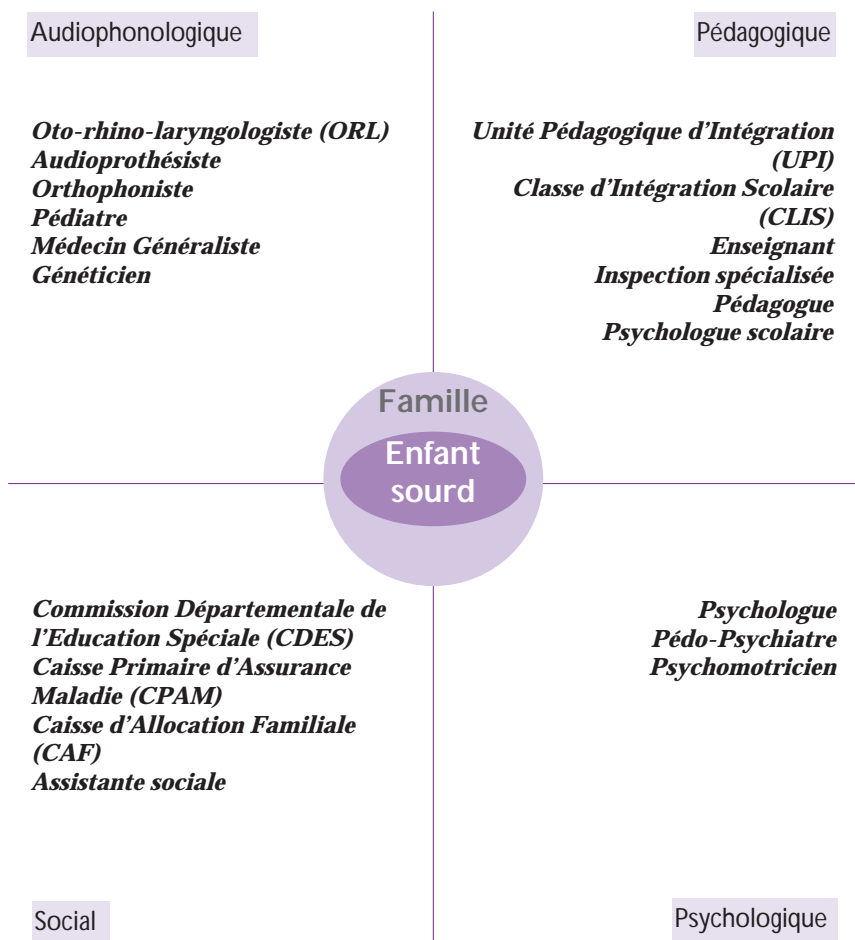 Audiophonologique
Oto-rhino-laryngologiste (ORL)
Audioprothésiste
Orthophoniste
Pédiatre
Médecin Généraliste
Généticien
Pédagogique
Unité Pédagogique d’Intégration
(UPI)
Classe d’Intégration Scolaire
(CLIS)
Enseignant
Inspection spécialisée
Pédagogue
Psychologue scolaire
Famille
Enfant
sourd
Commission Départementale de
l’Education Spéciale (CDES)
Caisse Primaire d’Assurance
Maladie (CPAM)
Caisse d’Allocation Familiale
(CAF)
Assistante sociale
Social
Psychologue
Pédo-Psychiatre
Psychomotricien
Psychologique